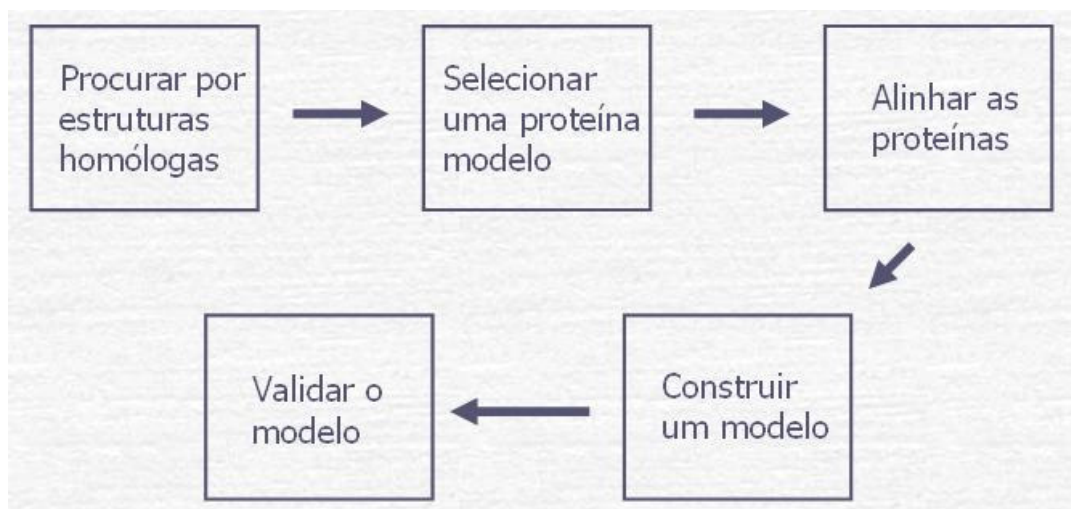 Procurar por
estruturas
homólogas
Selecionar
uma proteína
modelo
Alinhar as
proteínas
Construir
um modelo
Validar o
modelo